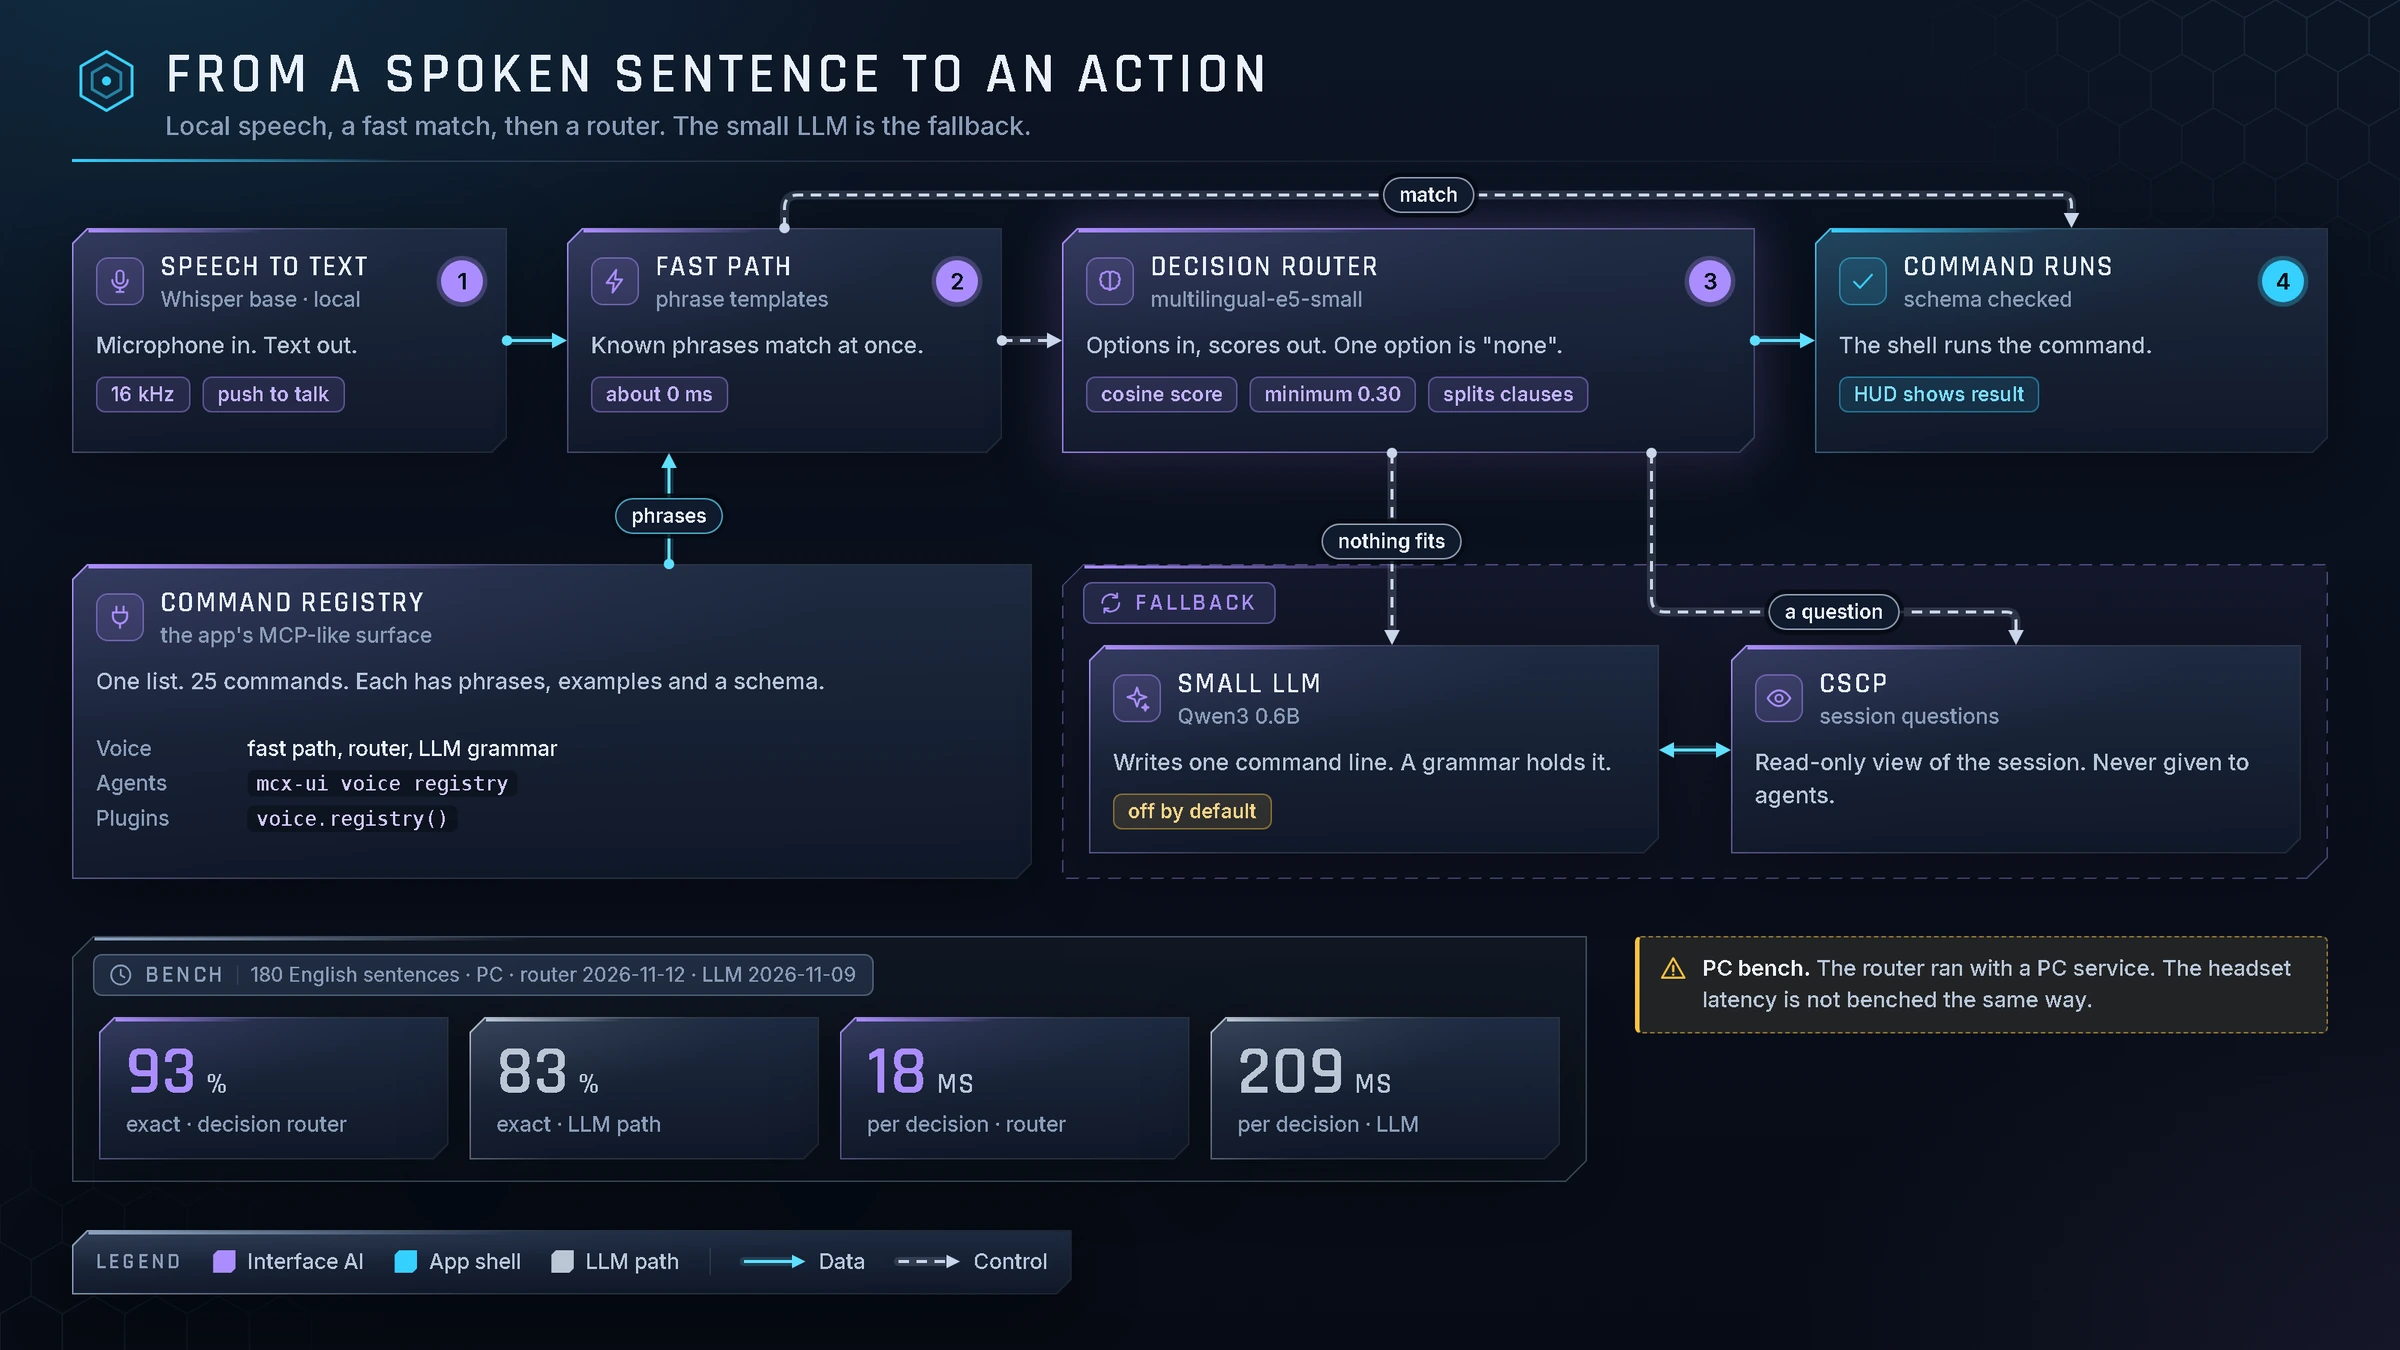 FROM A SPOKEN SENTENCE TO AN ACTION
Local speech, a fast match, then a router. The small LLM is the fallback.
match
SPEECH TO TEXT
Whisper base · local
1
Microphone in. Text out.
16 kHz
push to talk
FAST PATH
phrase templates
2
Known phrases match at once.
about 0 ms
DECISION ROUTER
multilingual-e5-small
3
Options in, scores out. One option is "none".
cosine score
minimum 0.30
splits clauses
COMMAND RUNS
schema checked
4
The shell runs the command.
HUD shows result
phrases
nothing fits
a question
COMMAND REGISTRY
the app's MCP-like surface
One list. 25 commands. Each has phrases, examples and a schema.
Voice fast path, router, LLM grammar
Agents mcx-ui voice registry
Plugins voice.registry()
FALLBACK
SMALL LLM
Qwen3 0.6B
Writes one command line. A grammar holds it.
off by default
CSCP
session questions
Read-only view of the session. Never given to
agents.
BENCH 180 English sentences · PC · router 2026-11-12 · LLM 2026-11-09
93 %
exact · decision router
83 %
exact · LLM path
18 MS
per decision · router
209 MS
per decision · LLM
PC bench. The router ran with a PC service. The headset
latency is not benched the same way.
LEGEND Interface AI App shell LLM path Data Control